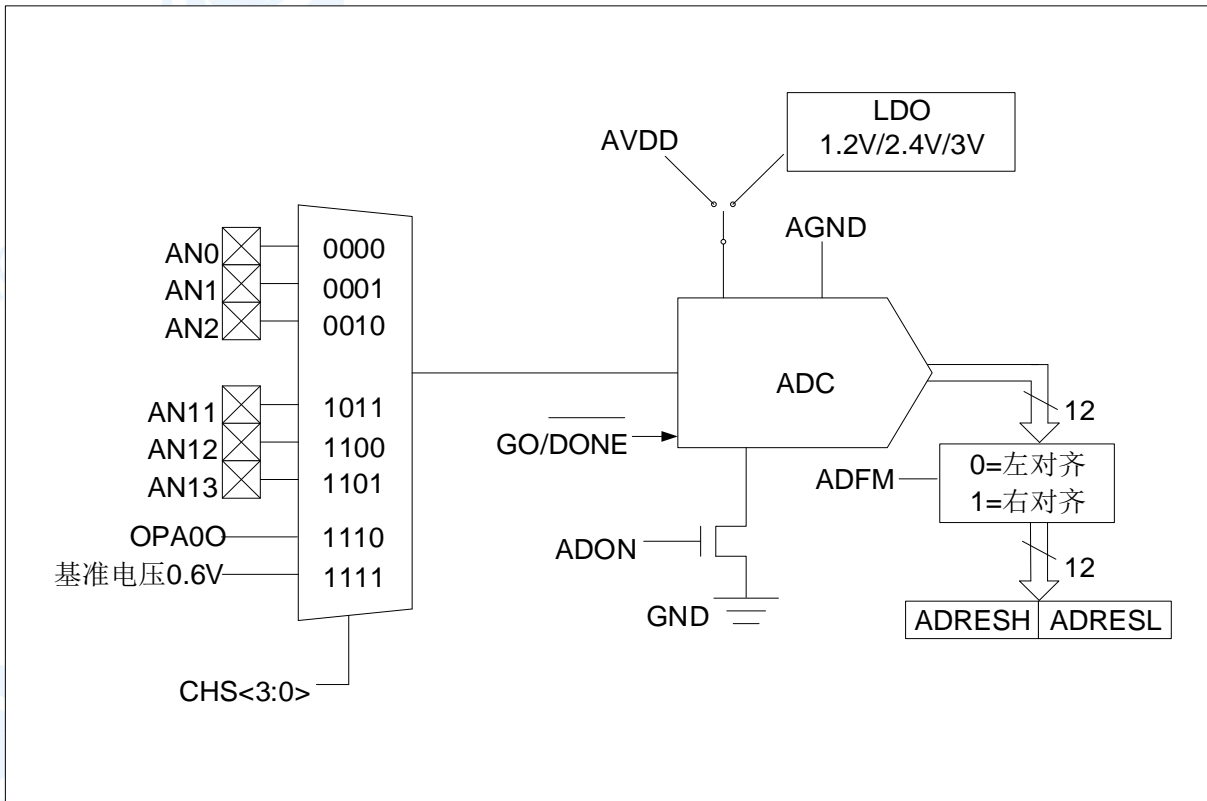 LDO
1.2V/2.4V/3V
AVDD
AGND
AN0
0000
AN1
0001
AN2
0010
AN11
1011
AN12
1100
AN13
1101
OPA0O
1110
基准电压0.6V
1111
CHS<3:0>
ADC
GO/DONE
ADON
GND
12
ADFM
0=左对齐
1=右对齐
12
ADRESH
ADRESL